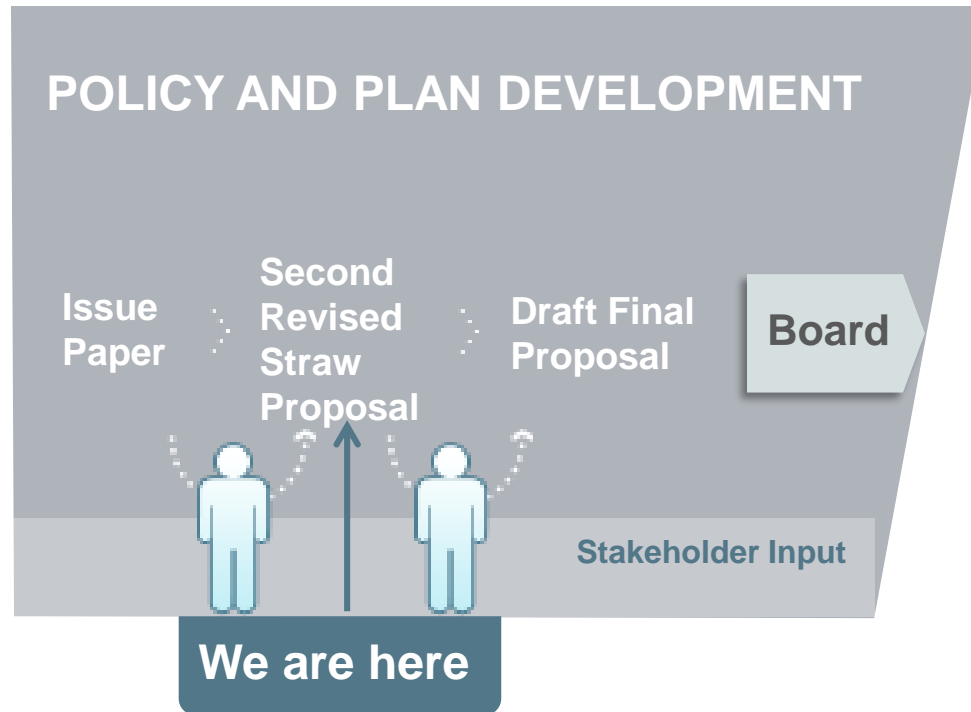 POLICY AND PLAN DEVELOPMENT
Issue
Paper
Second
Revised
Straw
Proposal
Draft Final
Proposal
Board
Stakeholder Input
We are here